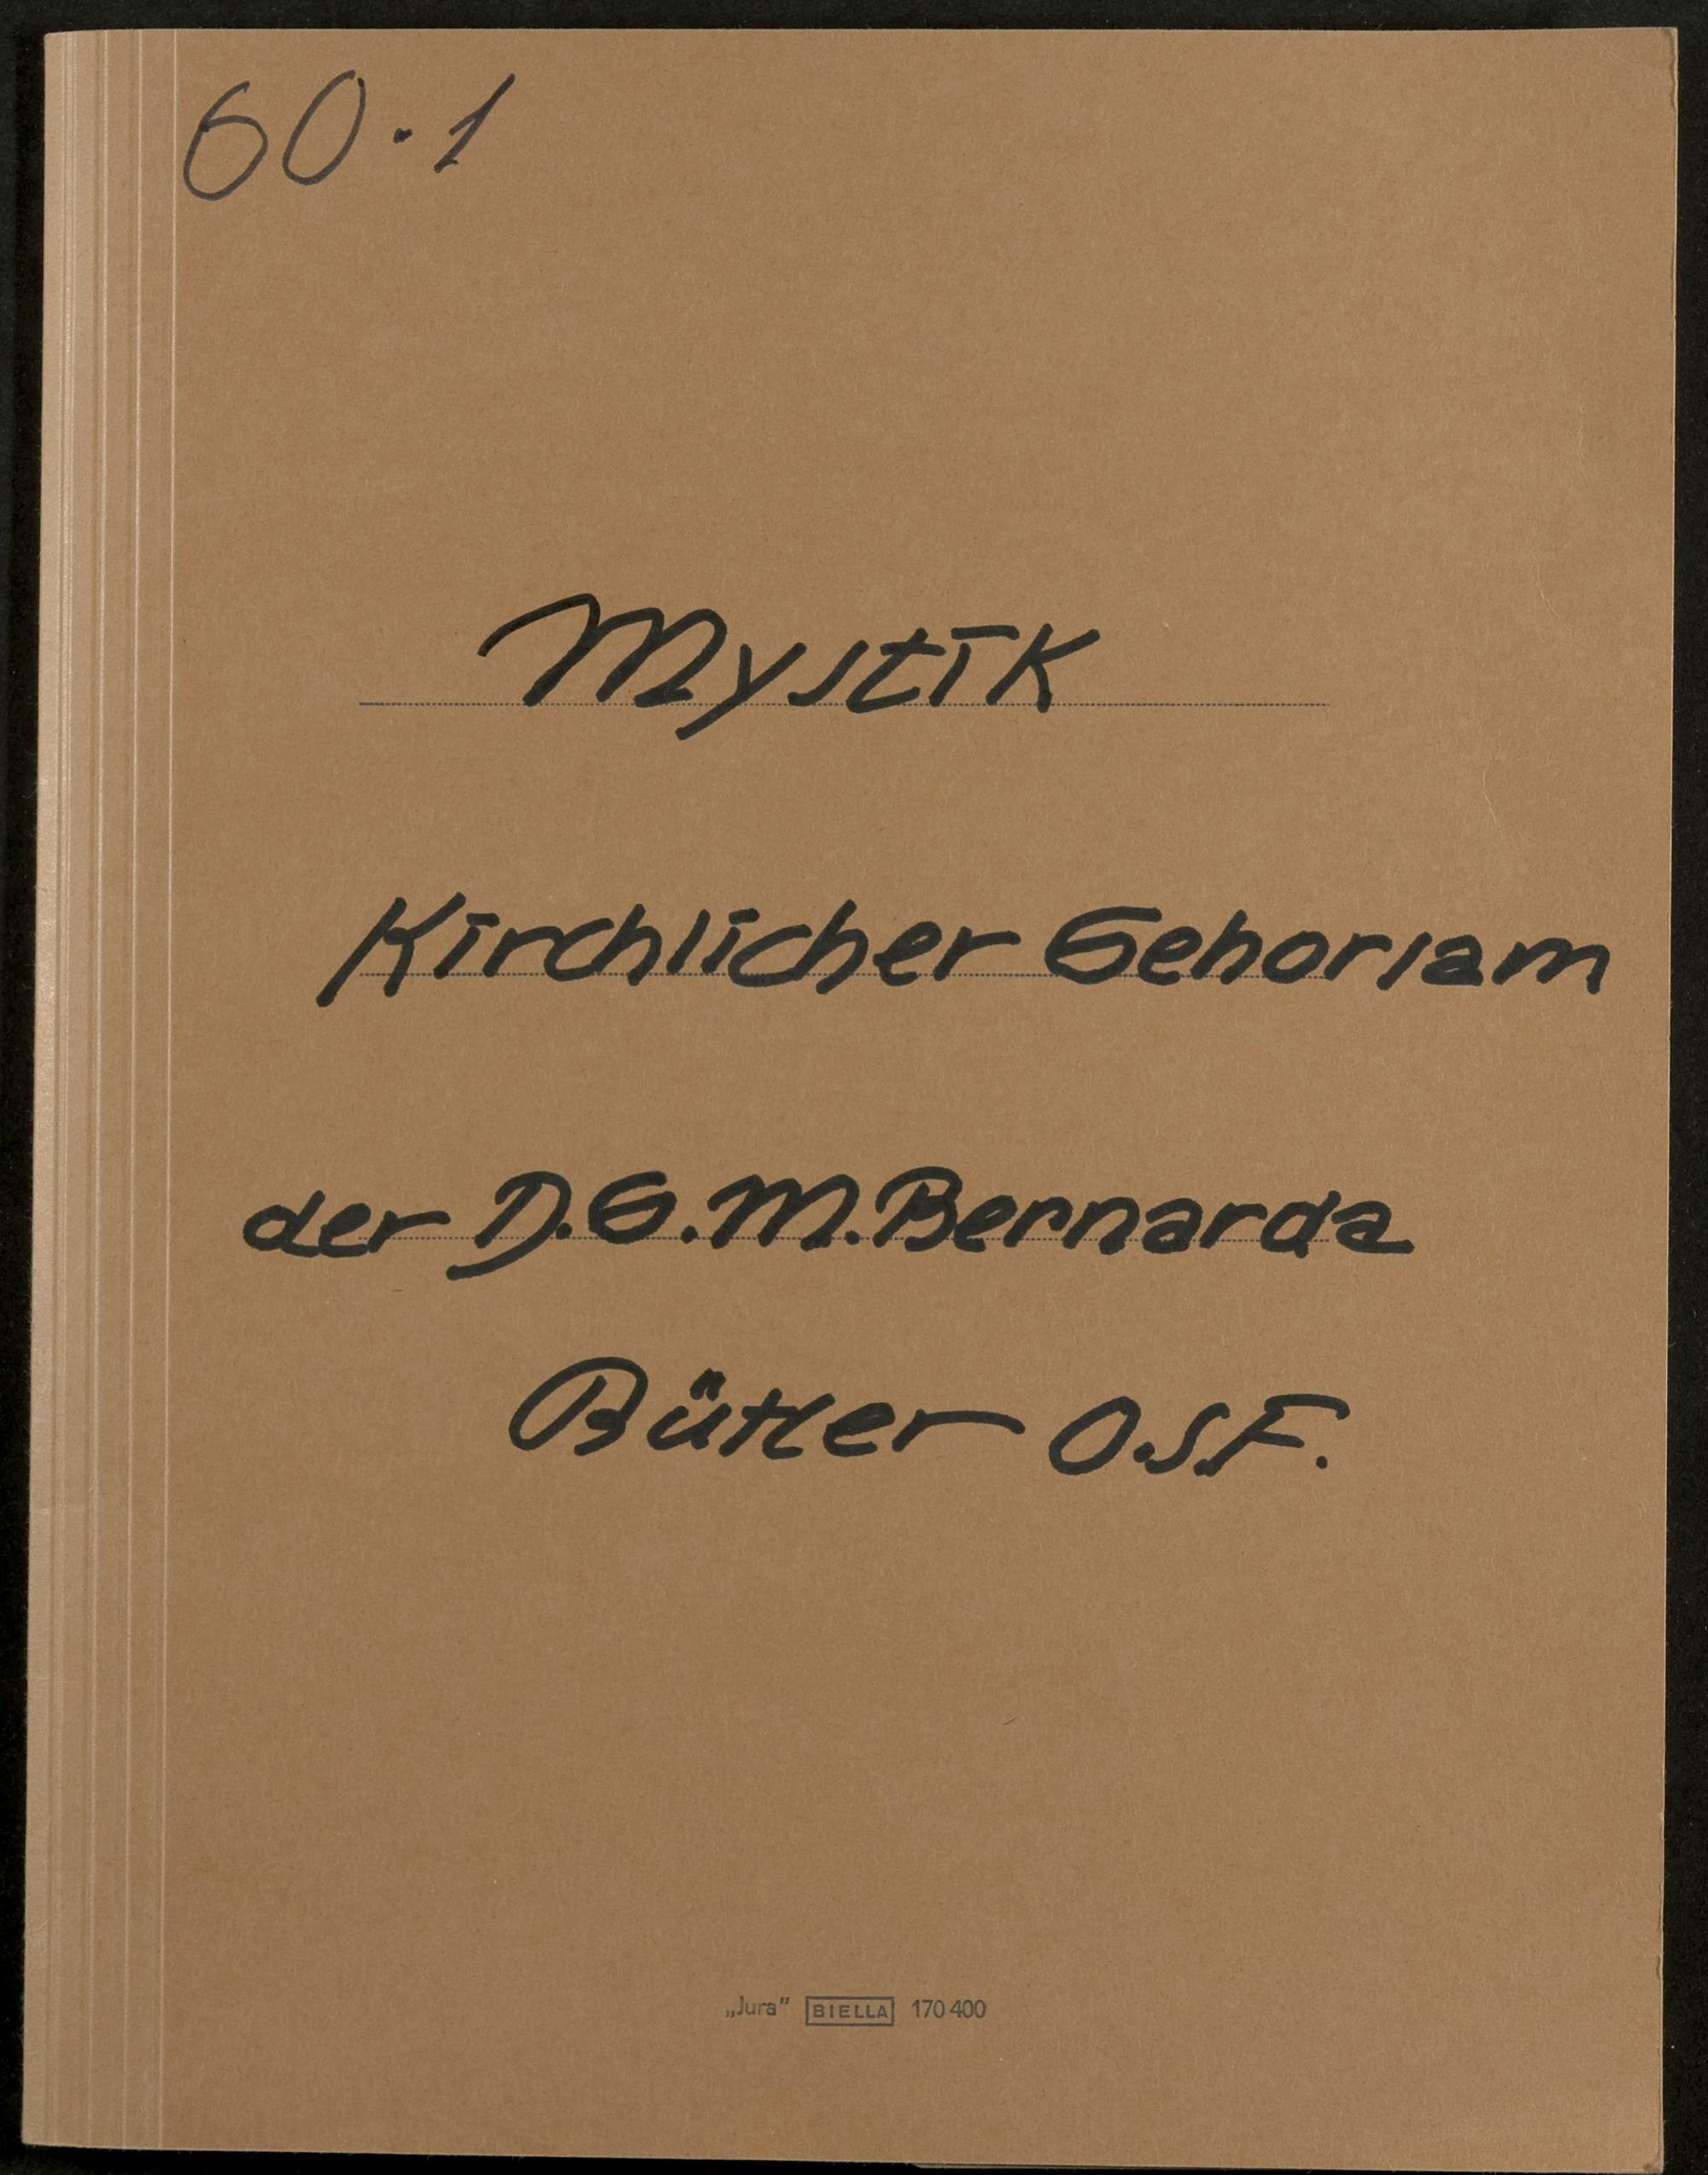 60.1
Mystik
Kirchlicher Gehorsam
der D.G.M.Bernarda
Bütler O.S.F.
„Jura” BIELLA 170 400